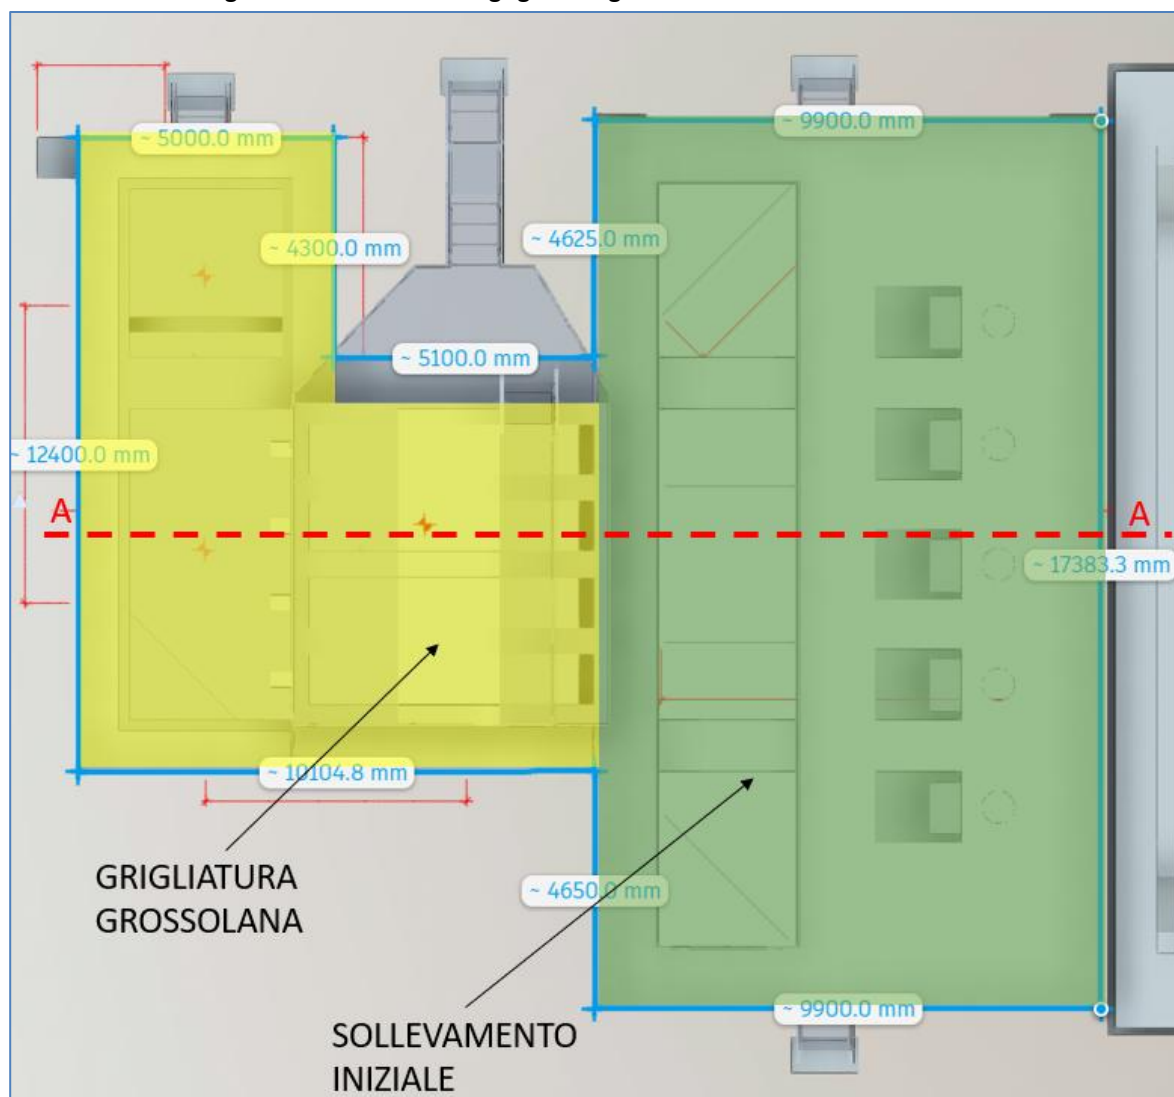 ~ 5000.0 mm
~ 9900.0 mm
~ 4300.0 mm
~ 4625.0 mm
~ 5100.0 mm
~ 12400.0 mm
A
A
~ 17383.3 mm
~ 10104.8 mm
GRIGLIATURA
GROSSOLANA
~ 4650.0 mm
~ 9900.0 mm
SOLLEVAMENTO
INIZIALE